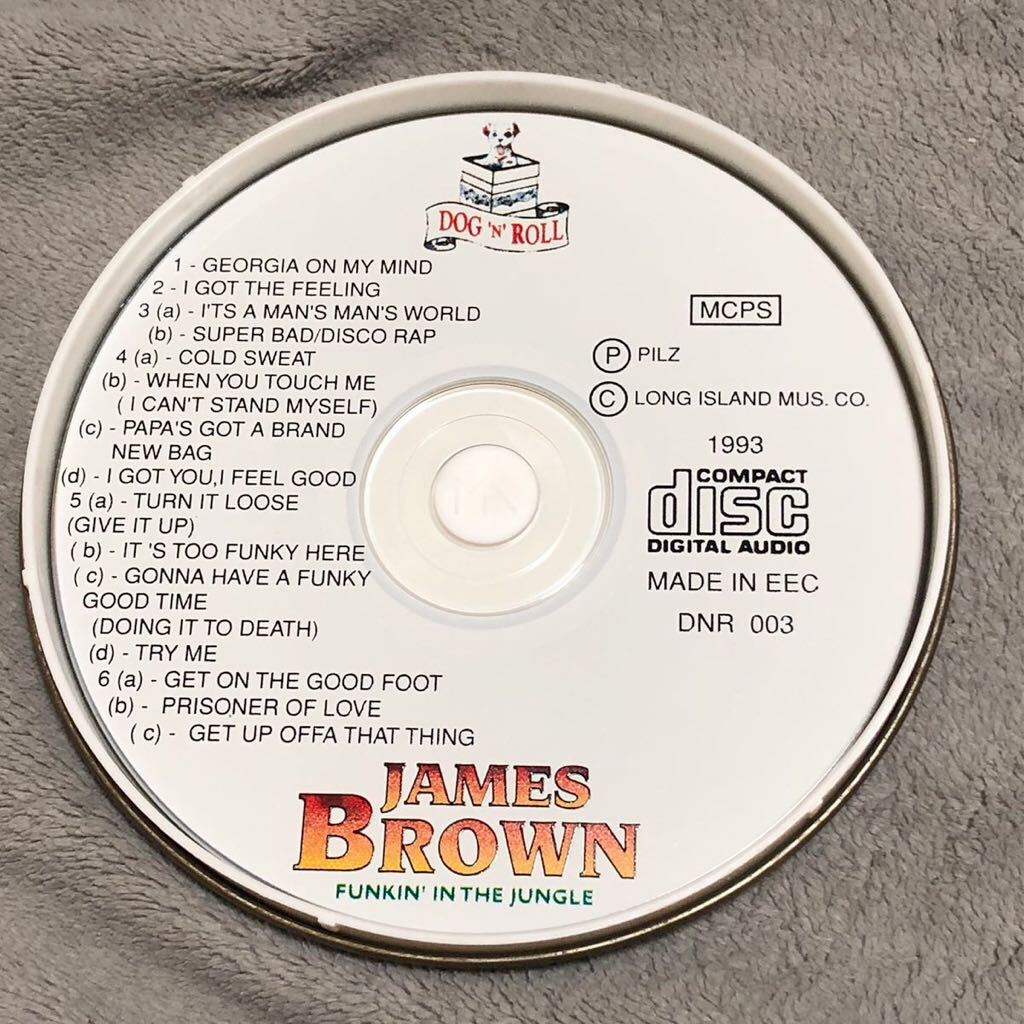 DOG 'N' ROLL
1 - GEORGIA ON MY MIND
2 - I GOT THE FEELING
3 (a) - I'TS A MAN'S MAN'S WORLD
(b) - SUPER BAD/DISCO RAP
4 (a) - COLD SWEAT
(b) - WHEN YOU TOUCH ME
( I CAN'T STAND MYSELF)
(c) - PAPA'S GOT A BRAND
NEW BAG
(d) - I GOT YOU,I FEEL GOOD
5 (a) - TURN IT LOOSE
(GIVE IT UP)
( b) - IT 'S TOO FUNKY HERE
( c) - GONNA HAVE A FUNKY
GOOD TIME
(DOING IT TO DEATH)
(d) - TRY ME
6 (a) - GET ON THE GOOD FOOT
(b) - PRISONER OF LOVE
( c) - GET UP OFFA THAT THING
MCPS
Ⓟ PILZ
© LONG ISLAND MUS. CO.
1993
COMPACT
disc
DIGITAL AUDIO
MADE IN EEC
DNR 003
JAMES
BROWN
FUNKIN' IN THE JUNGLE